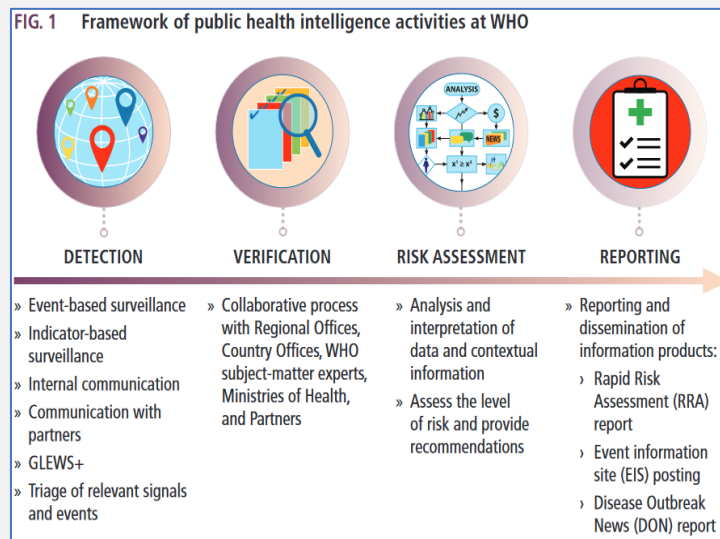 FIG. 1 Framework of public health intelligence activities at WHO
ANALYSIS
$
NEWS
x¹ ≥ x²
DETECTION
» Event-based surveillance
» Indicator-based
surveillance
» Internal communication
» Communication with
partners
» GLEWS+
» Triage of relevant signals
and events
VERIFICATION
» Collaborative process
with Regional Offices,
Country Offices, WHO
subject-matter experts,
Ministries of Health,
and Partners
RISK ASSESSMENT
» Analysis and
interpretation of
data and contextual
information
» Assess the level
of risk and provide
recommendations
REPORTING
» Reporting and
dissemination of
information products:
› Rapid Risk
Assessment (RRA)
report
› Event information
site (EIS) posting
› Disease Outbreak
News (DON) report